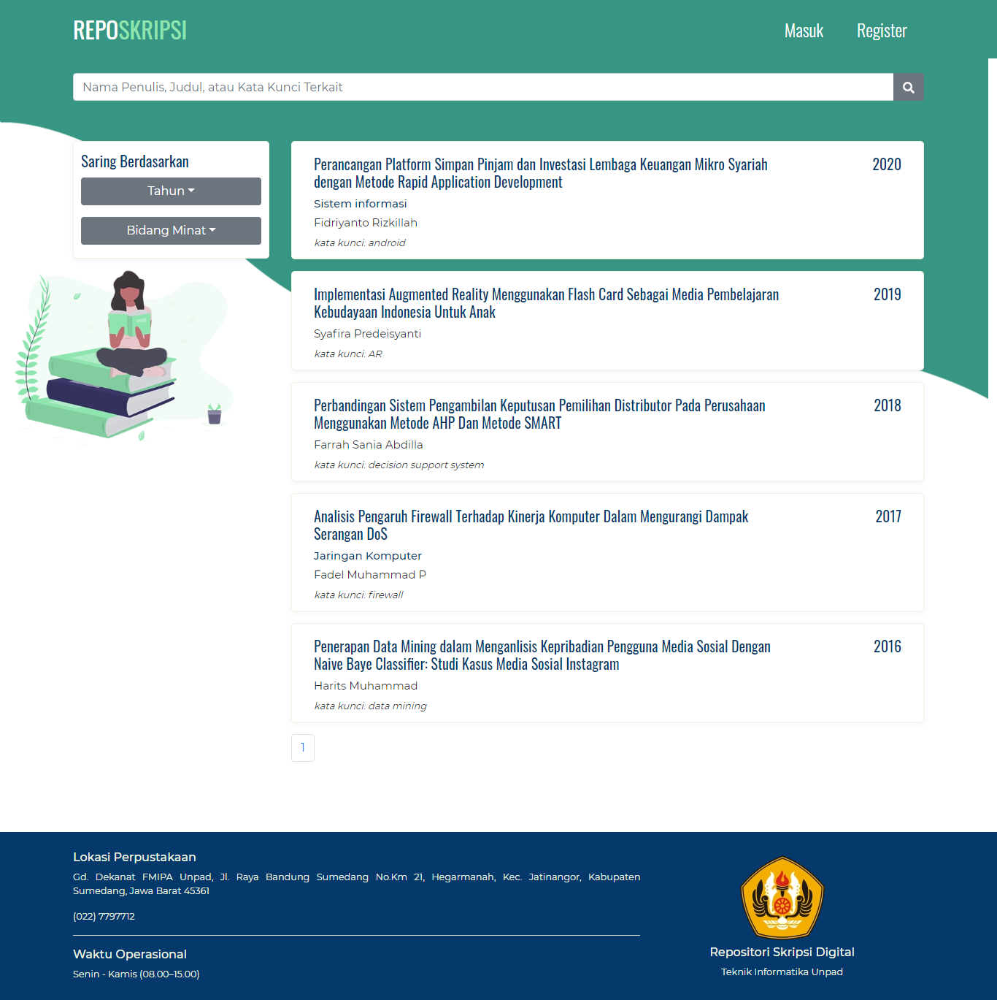 REPOSKRIPSI
Masuk
Register
Nama Penulis, Judul, atau Kata Kunci Terkait
Saring Berdasarkan
Tahun
Bidang Minat
Perancangan Platform Simpan Pinjam dan Investasi Lembaga Keuangan Mikro Syariah
dengan Metode Rapid Application Development
2020
Sistem informasi
Fidriyanto Rizkillah
kata kunci: android
Implementasi Augmented Reality Menggunakan Flash Card Sebagai Media Pembelajaran
Kebudayaan Indonesia Untuk Anak
2019
Syafira Predeisyanti
kata kunci: AR
Perbandingan Sistem Pengambilan Keputusan Pemilihan Distributor Pada Perusahaan
Menggunakan Metode AHP Dan Metode SMART
2018
Farrah Sania Abdilla
kata kunci: decision support system
Analisis Pengaruh Firewall Terhadap Kinerja Komputer Dalam Mengurangi Dampak
Serangan DoS
2017
Jaringan Komputer
Fadel Muhammad P
kata kunci: firewall
Penerapan Data Mining dalam Menganlisis Kepribadian Pengguna Media Sosial Dengan
Naive Baye Classifier: Studi Kasus Media Sosial Instagram
2016
Harits Muhammad
kata kunci: data mining
1
Lokasi Perpustakaan
Gd. Dekanat FMIPA Unpad, Jl. Raya Bandung Sumedang No.Km 21, Hegarmanah, Kec. Jatinangor, Kabupaten
Sumedang, Jawa Barat 45361
(022) 7797712
Waktu Operasional
Senin - Kamis (08.00–15.00)
Repositori Skripsi Digital
Teknik Informatika Unpad